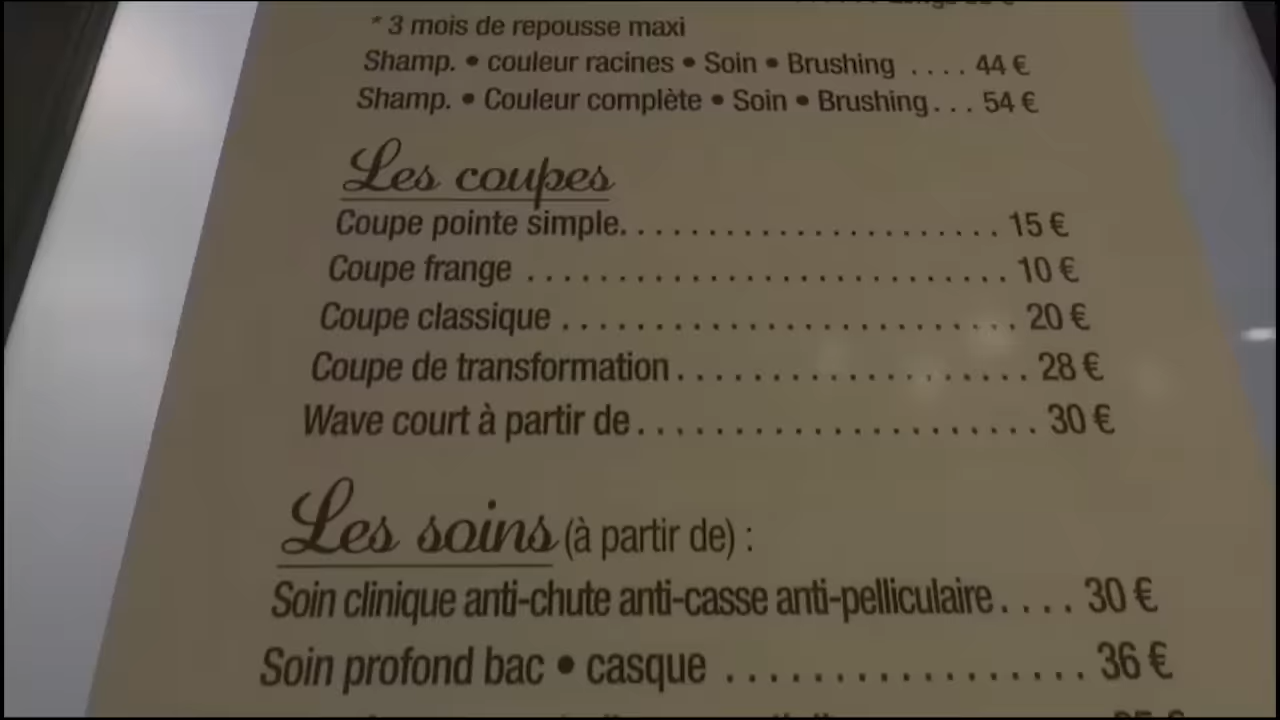 * 3 mois de repousse maxi
Shamp. • couleur racines • Soin • Brushing .... 44 €
Shamp. • Couleur complète • Soin • Brushing... 54 €
Les coupes
Coupe pointe simple...................... 15 €
Coupe frange ........................... 10 €
Coupe classique ......................... 20 €
Coupe de transformation................... 28 €
Wave court à partir de...................... 30 €
Les soins (à partir de) :
Soin clinique anti-chute anti-casse anti-pelliculaire.... 30 €
Soin profond bac • casque ................. 36 €